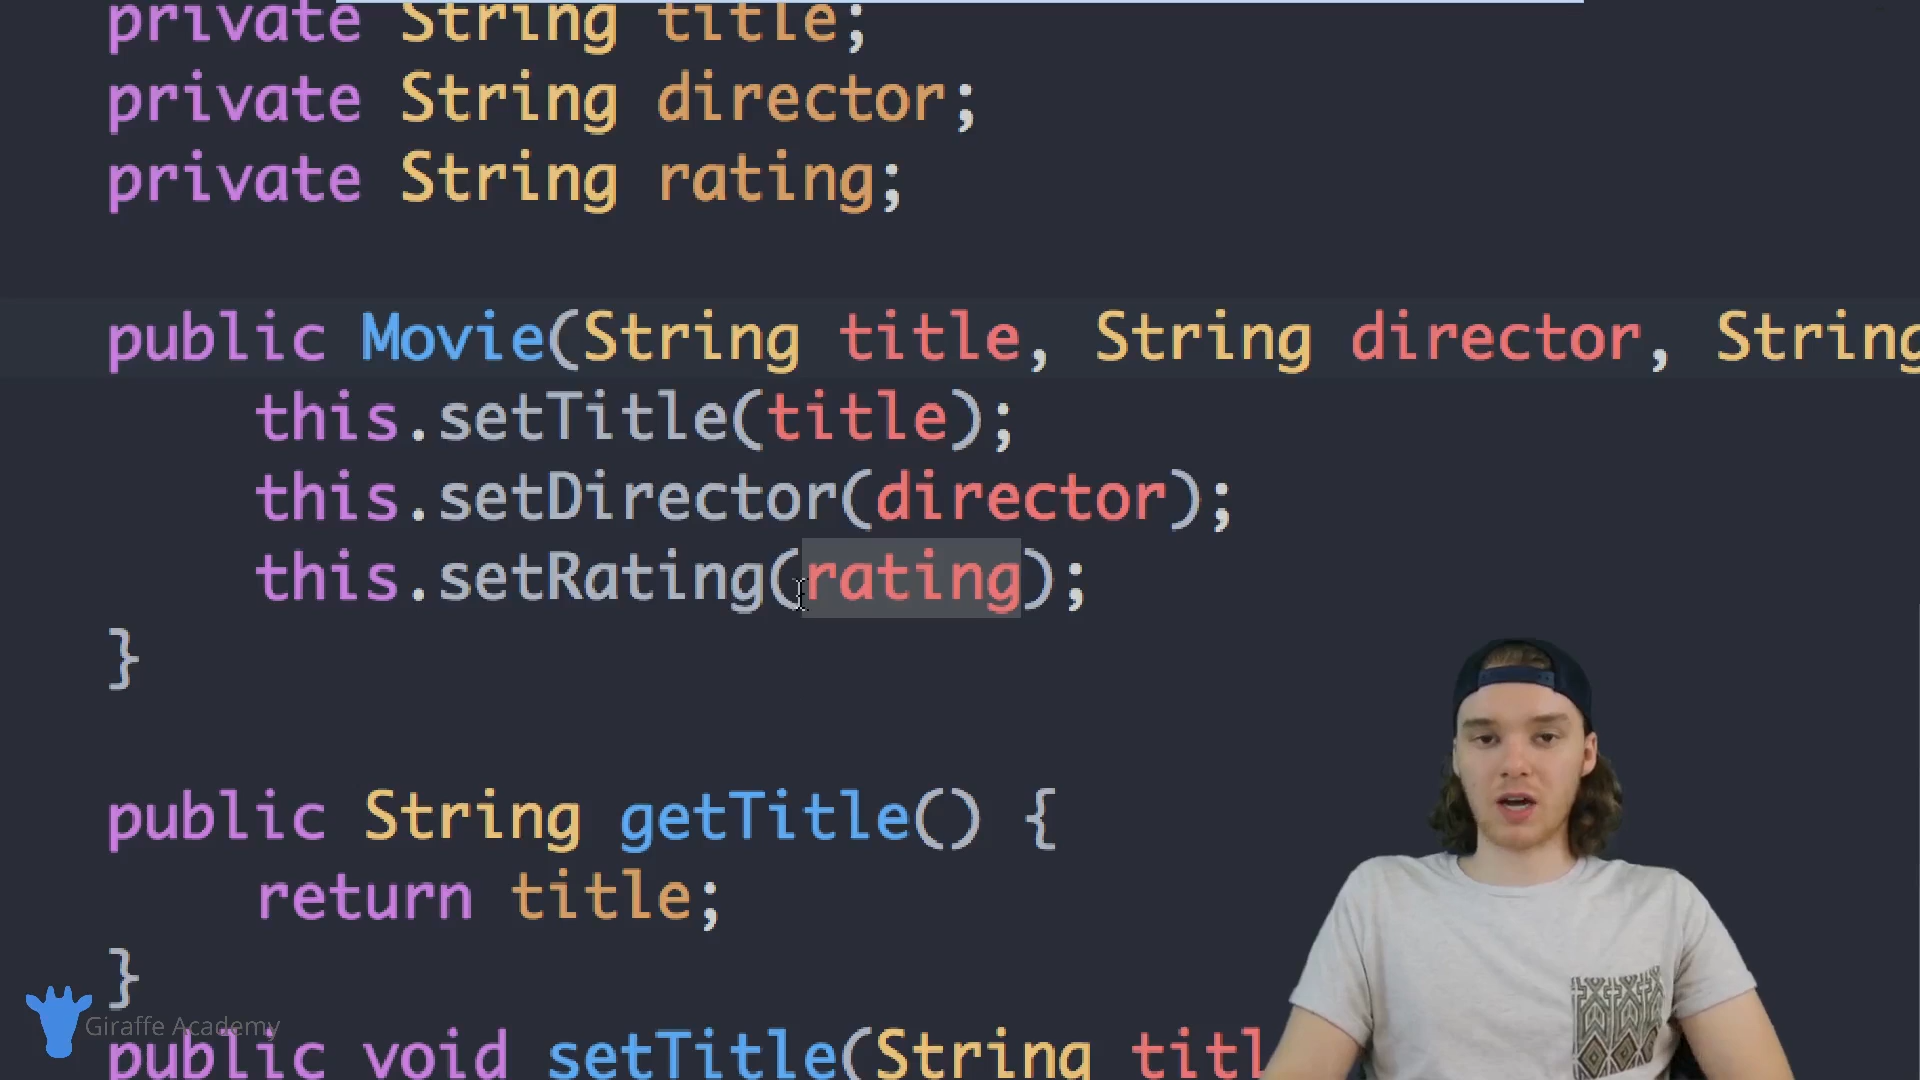 private String title;
private String director;
private String rating;
public Movie(String title, String director, String
this.setTitle(title);
this.setDirector(director);
this.setRating(rating);
}
public String getTitle() {
return title;
}
Giraffe Academy
public void setTitle(String titl